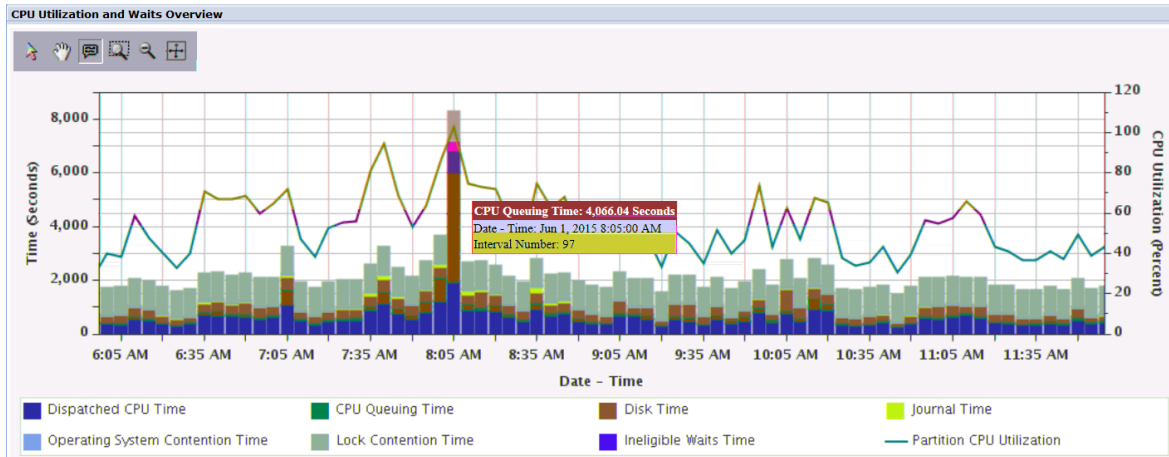 CPU Utilization and Waits Overview
120
8,000
100
6,000
80
CPU Queuing Time: 4,066.04 Seconds
60
Date - Time: Jun 1, 2015 8:05:00 AM
4,000
Interval Number: 97
40
2,000
20
0
0
Time (Seconds)
CPU Utilization (Percent)
6:05 AM 6:35 AM 7:05 AM 7:35 AM 8:05 AM 8:35 AM 9:05 AM 9:35 AM 10:05 AM 10:35 AM 11:05 AM 11:35 AM
Date - Time
Dispatched CPU Time CPU Queuing Time Disk Time Journal Time
Operating System Contention Time Lock Contention Time Ineligible Waits Time Partition CPU Utilization